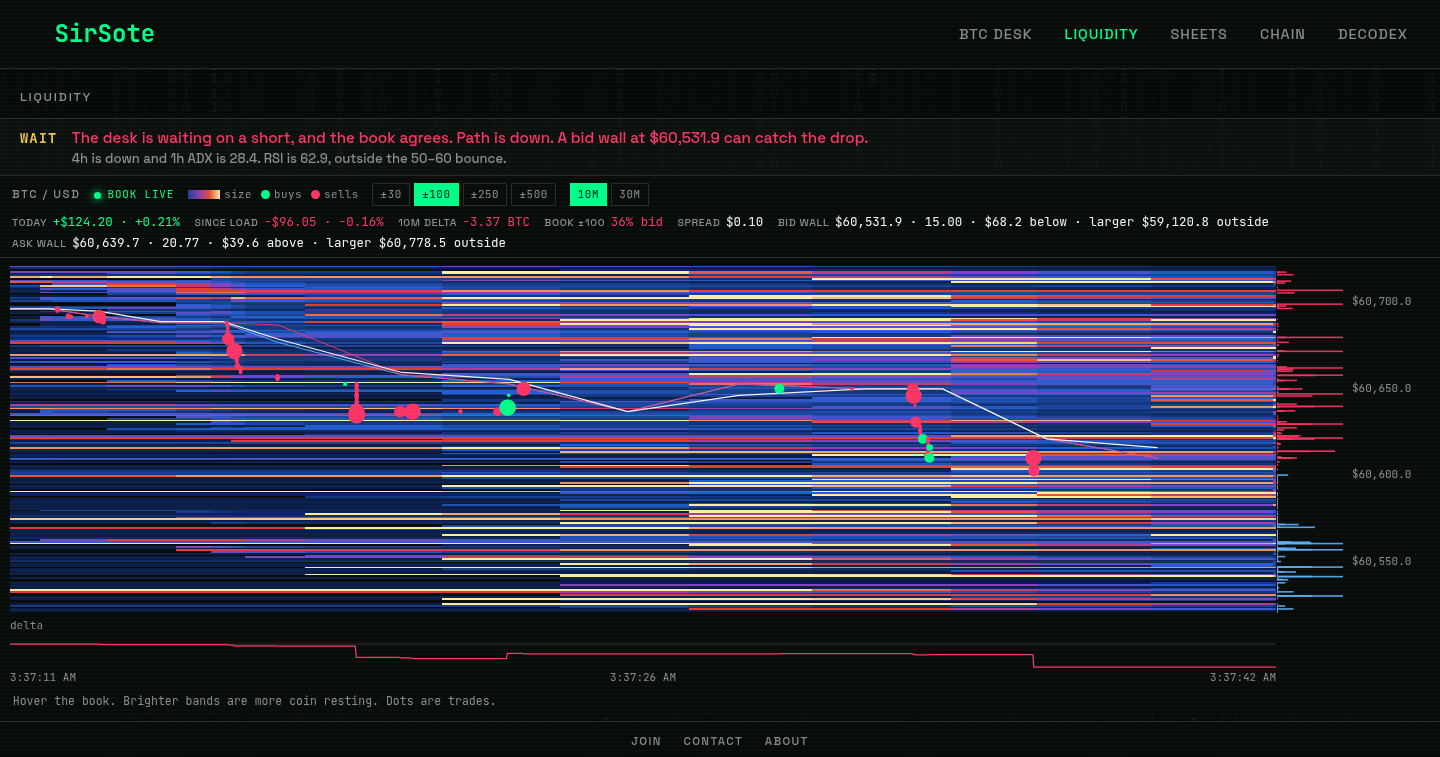 SirSote
BTC DESK LIQUIDITY SHEETS CHAIN DECODEX
LIQUIDITY
WAIT The desk is waiting on a short, and the book agrees. Path is down. A bid wall at $60,531.9 can catch the drop.
4h is down and 1h ADX is 28.4. RSI is 62.9, outside the 50–60 bounce.
BTC / USD BOOK LIVE size buys sells ±30 ±100 ±250 ±500 10M 30M
TODAY +$124.20 · +0.21% SINCE LOAD -$96.05 · -0.16% 10M DELTA -3.37 BTC BOOK ±100 36% bid SPREAD $0.10 BID WALL $60,531.9 · 15.00 · $68.2 below · larger $59,120.8 outside
ASK WALL $60,639.7 · 20.77 · $39.6 above · larger $60,778.5 outside
$60,700.0
$60,650.0
$60,600.0
$60,550.0
delta
3:37:11 AM 3:37:26 AM 3:37:42 AM
Hover the book. Brighter bands are more coin resting. Dots are trades.
JOIN CONTACT ABOUT